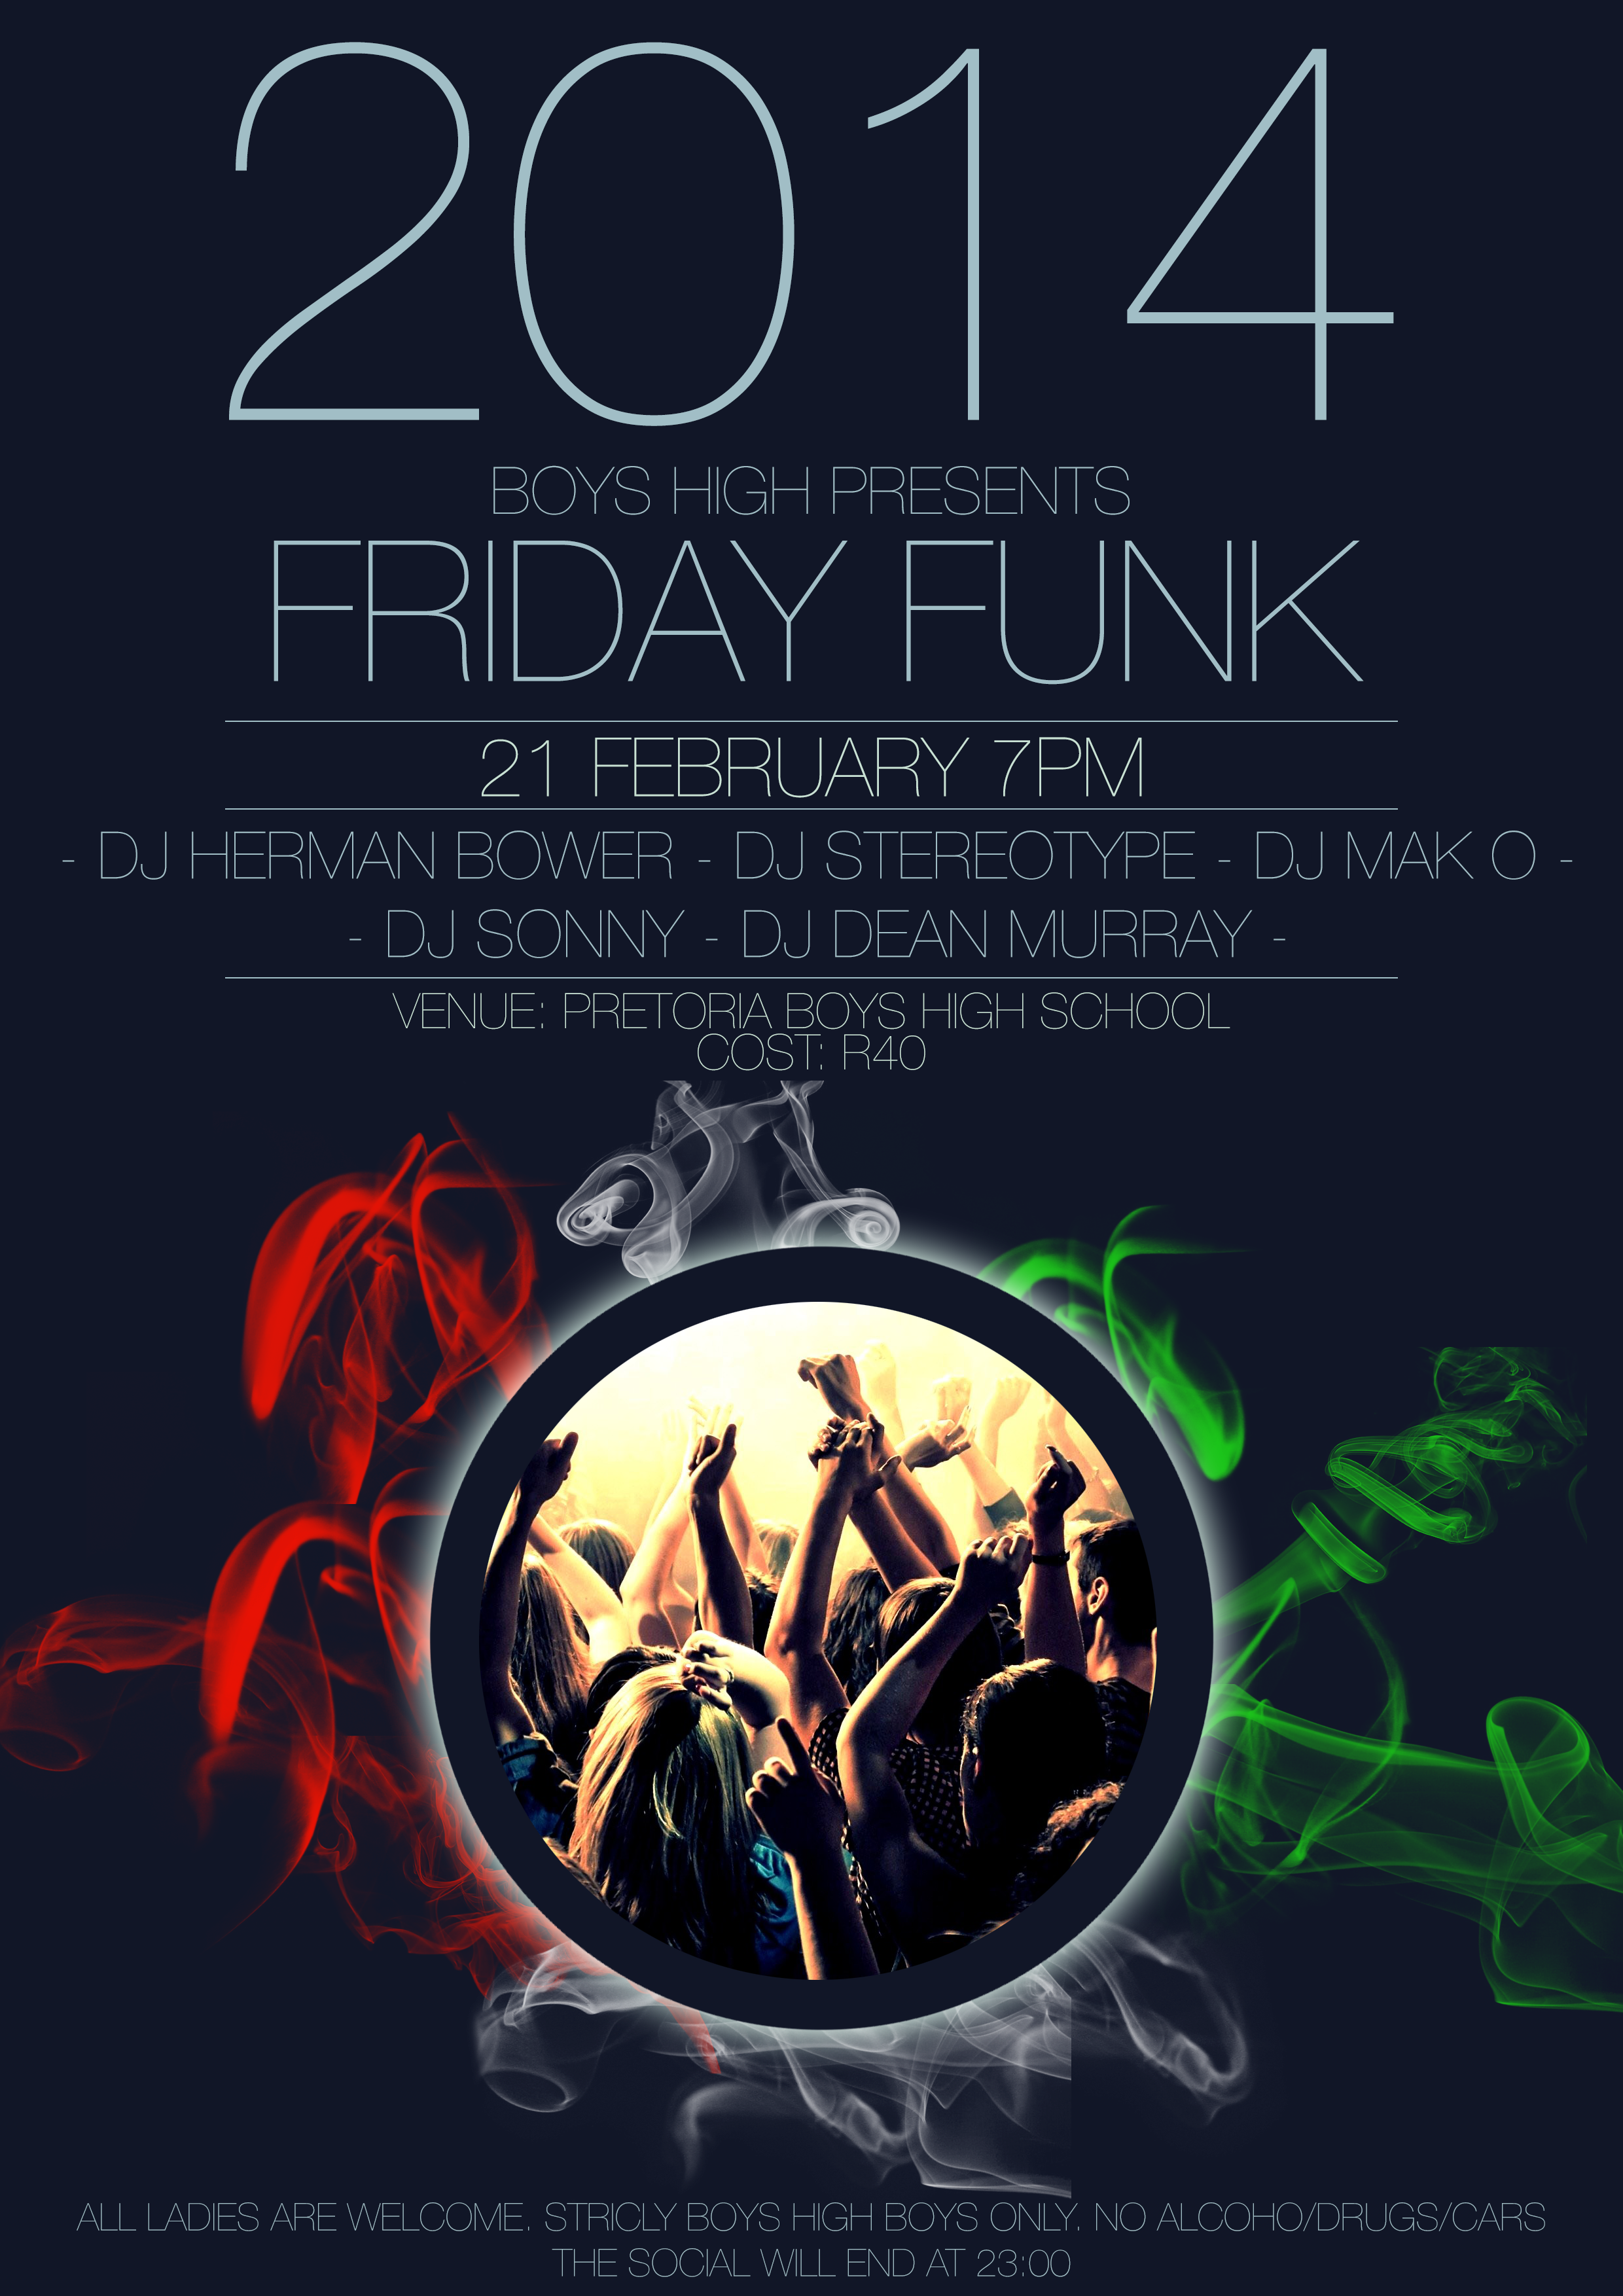 2014
BOYS HIGH PRESENTS
FRIDAY FUNK
21 FEBRUARY 7PM
- DJ HERMAN BOWER - DJ STEREOTYPE - DJ MAK O -
- DJ SONNY - DJ DEAN MURRAY -
VENUE: PRETORIA BOYS HIGH SCHOOL
COST: R40
ALL LADIES ARE WELCOME. STRICLY BOYS HIGH BOYS ONLY. NO ALCOHO/DRUGS/CARS
THE SOCIAL WILL END AT 23:00